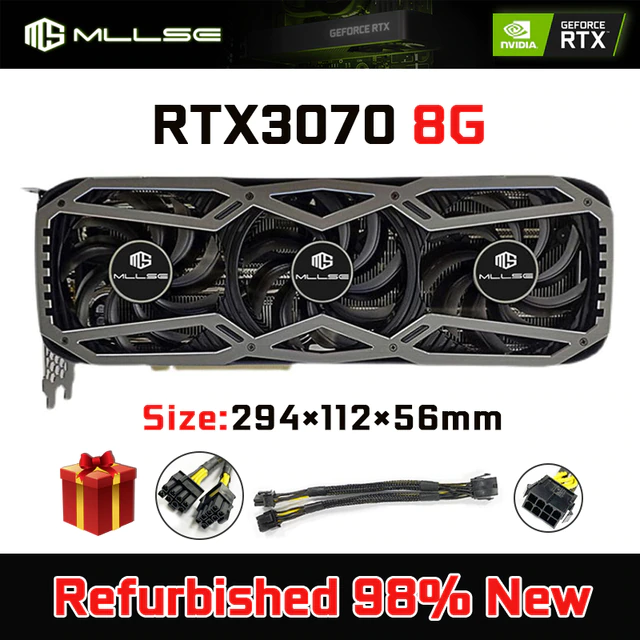 MLLSE
GEFORCE RTX
NVIDIA.
GEFORCE
RTX
RTX3070 8G
MLLSE
MLLSE
MLLSE
Size:294×112×56mm
Refurbished 98% New